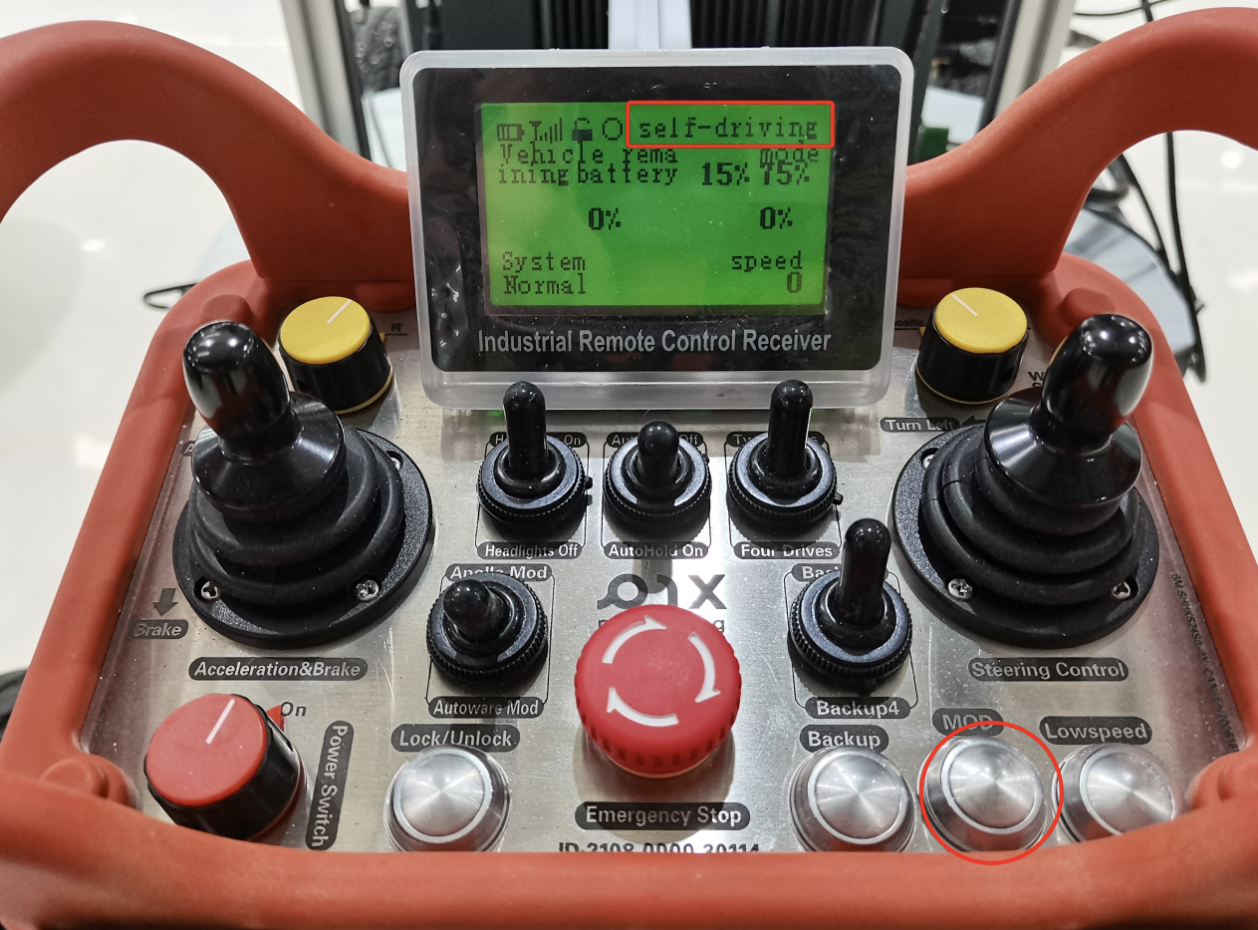 self-driving
Vehicle rema mode
ining battery 15% 75%
0% 0%
System speed
Normal 0
Industrial Remote Control Receiver
Turn Left
Headlights Off
AutoHold On
Four Drives
Brake
Apollo Mod
Acceleration&Brake
Steering Control
On
Autoware Mod
Backup4
Power Switch
Lock/Unlock
Backup
MOD
Lowspeed
Emergency Stop